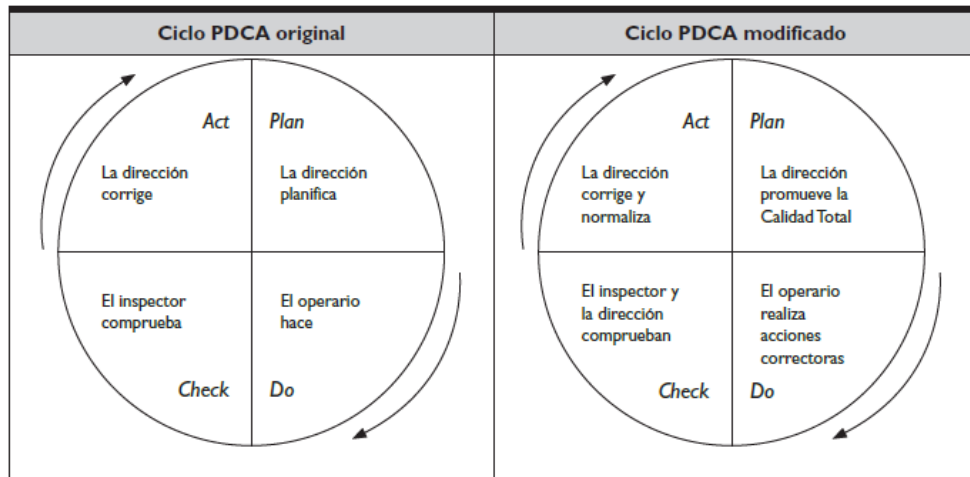 Ciclo PDCA original
Act
Plan
La dirección
corrige
La dirección
planifica
El inspector
comprueba
El operario
hace
Check
Do
Ciclo PDCA modificado
Act
Plan
La dirección
corrige y
normaliza
La dirección
promueve la
Calidad Total
El inspector y
la dirección
comprueban
El operario
realiza
acciones
correctoras
Check
Do